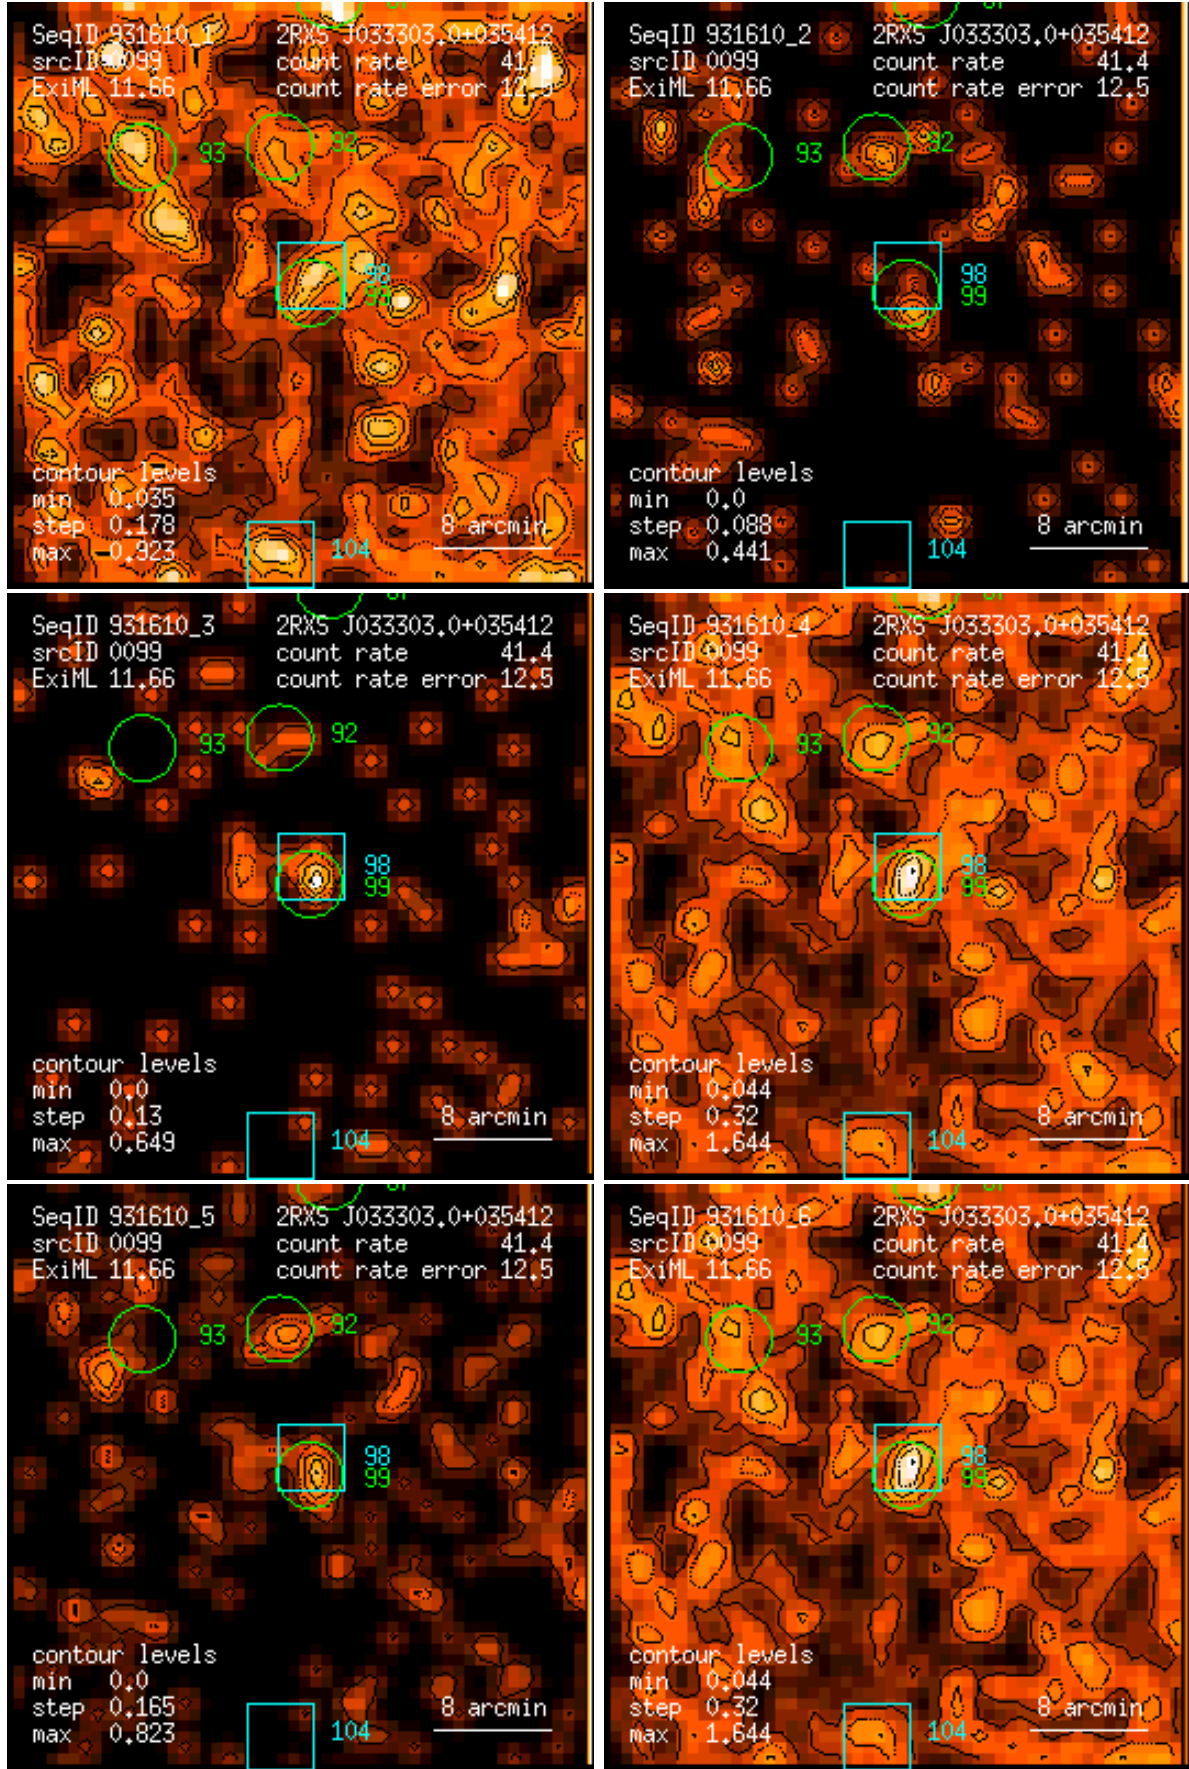 SeqID 931610_1 2RXS J033303.0+035412
srcID 0099 count rate 41.4
ExiML 11.66 count rate error 12.5
93 92
98
99
contour levels
min 0.035
step 0.178 8 arcmin
max 0.923 104
SeqID 931610_2 2RXS J033303.0+035412
srcID 0099 count rate 41.4
ExiML 11.66 count rate error 12.5
93 92
98
99
contour levels
min 0.0
step 0.088 8 arcmin
max 0.441 104
SeqID 931610_3 2RXS J033303.0+035412
srcID 0099 count rate 41.4
ExiML 11.66 count rate error 12.5
93 92
98
99
contour levels
min 0.0
step 0.13 8 arcmin
max 0.649 104
SeqID 931610_4 2RXS J033303.0+035412
srcID 0099 count rate 41.4
ExiML 11.66 count rate error 12.5
93 92
98
99
contour levels
min 0.044
step 0.32 8 arcmin
max 1.644 104
SeqID 931610_5 2RXS J033303.0+035412
srcID 0099 count rate 41.4
ExiML 11.66 count rate error 12.5
93 92
98
99
contour levels
min 0.0
step 0.165 8 arcmin
max 0.823 104
SeqID 931610_6 2RXS J033303.0+035412
srcID 0099 count rate 41.4
ExiML 11.66 count rate error 12.5
93 92
98
99
contour levels
min 0.044
step 0.32 8 arcmin
max 1.644 104